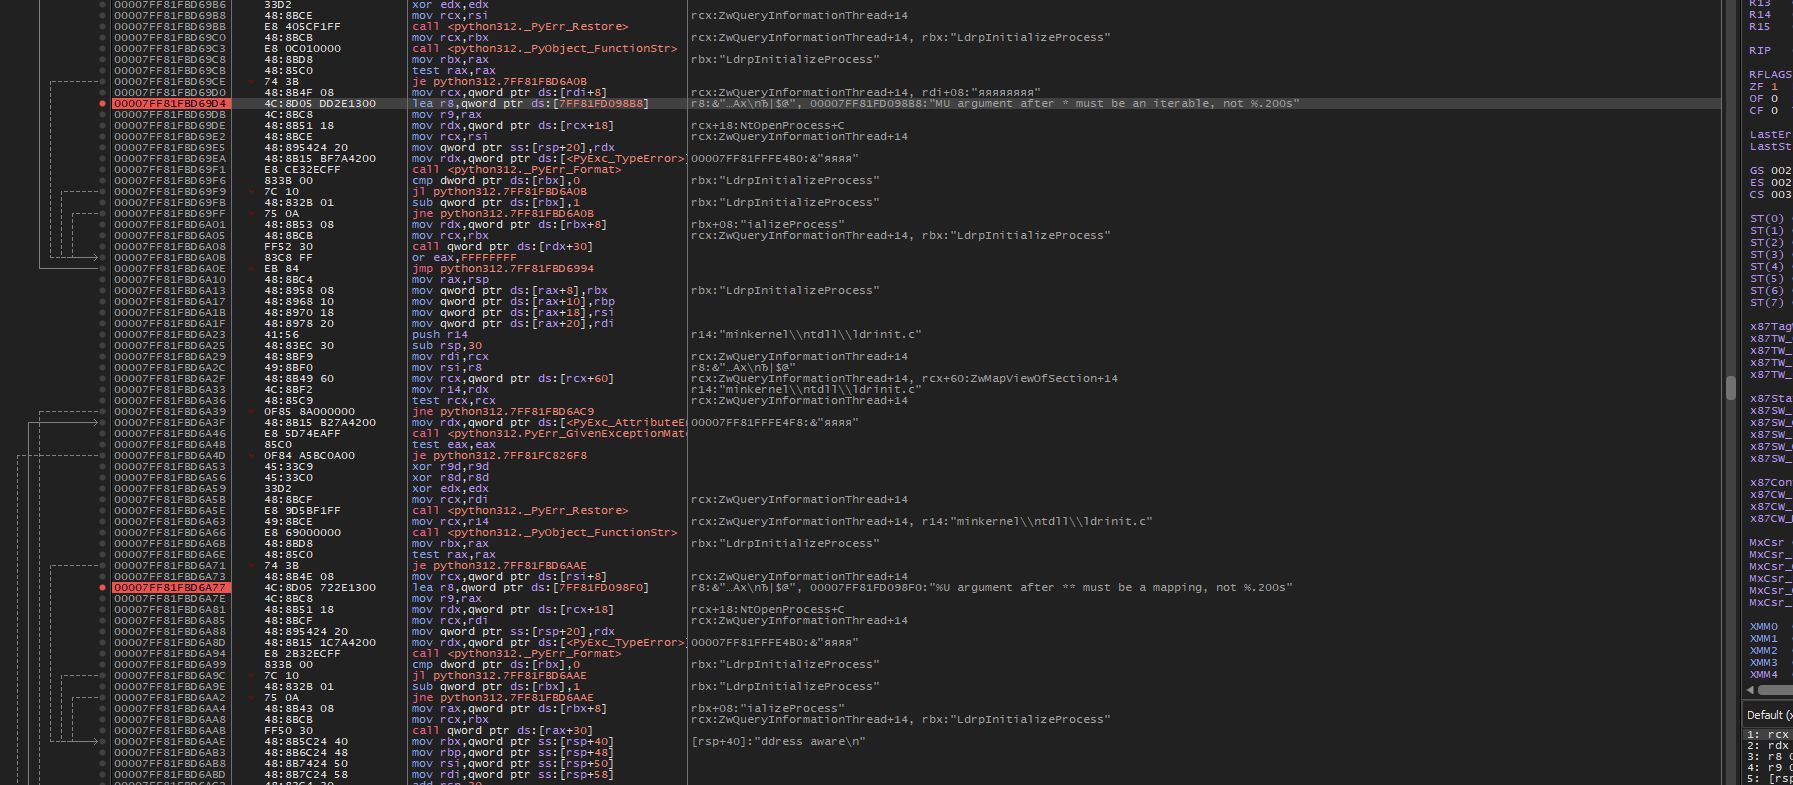 00007FF81FBD69B6 33D2 xor edx,edx
00007FF81FBD69B8 48:8BCE mov rcx,rsi rcx:ZwQueryInformationThread+14
00007FF81FBD69BB E8 405CF1FF call <python312._PyErr_Restore>
00007FF81FBD69C0 48:8BCB mov rcx,rbx rcx:ZwQueryInformationThread+14, rbx:"LdrpInitializeProcess"
00007FF81FBD69C3 E8 0C010000 call <python312._PyObject_FunctionStr>
00007FF81FBD69C8 48:8BD8 mov rbx,rax rbx:"LdrpInitializeProcess"
00007FF81FBD69CB 48:85C0 test rax,rax
00007FF81FBD69CE 74 3B je python312.7FF81FBD6A0B
00007FF81FBD69D0 48:8B4F 08 mov rcx,qword ptr ds:[rdi+8] rcx:ZwQueryInformationThread+14, rdi+08:"яяяяяяяя"
00007FF81FBD69D4 4C:8D05 DD2E1300 lea r8,qword ptr ds:[7FF81FD098B8] r8:&"…Ax\nЂ|$@", 00007FF81FD098B8:"MU argument after * must be an iterable, not %.200s"
00007FF81FBD69DB 4C:8BC8 mov r9,rax
00007FF81FBD69DE 48:8B51 18 mov rdx,qword ptr ds:[rcx+18] rcx+18:NtOpenProcess+C
00007FF81FBD69E2 48:8BCE mov rcx,rsi rcx:ZwQueryInformationThread+14
00007FF81FBD69E5 48:895424 20 mov qword ptr ss:[rsp+20],rdx
00007FF81FBD69EA 48:8B15 BF7A4200 mov rdx,qword ptr ds:[<PyExc_TypeError>] 00007FF81FFFE4B0:&"яяяя"
00007FF81FBD69F1 E8 CE32ECFF call <python312._PyErr_Format>
00007FF81FBD69F6 833B 00 cmp dword ptr ds:[rbx],0 rbx:"LdrpInitializeProcess"
00007FF81FBD69F9 7C 10 jl python312.7FF81FBD6A0B
00007FF81FBD69FB 48:832B 01 sub qword ptr ds:[rbx],1 rbx:"LdrpInitializeProcess"
00007FF81FBD69FF 75 0A jne python312.7FF81FBD6A0B
00007FF81FBD6A01 48:8B53 08 mov rdx,qword ptr ds:[rbx+8] rbx+08:"ializeProcess"
00007FF81FBD6A05 48:8BCB mov rcx,rbx rcx:ZwQueryInformationThread+14, rbx:"LdrpInitializeProcess"
00007FF81FBD6A08 FF52 30 call qword ptr ds:[rdx+30]
00007FF81FBD6A0B 83C8 FF or eax,FFFFFFFF
00007FF81FBD6A0E EB 84 jmp python312.7FF81FBD6994
00007FF81FBD6A10 48:8BC4 mov rax,rsp
00007FF81FBD6A13 48:8958 08 mov qword ptr ds:[rax+8],rbx rbx:"LdrpInitializeProcess"
00007FF81FBD6A17 48:8968 10 mov qword ptr ds:[rax+10],rbp
00007FF81FBD6A1B 48:8970 18 mov qword ptr ds:[rax+18],rsi
00007FF81FBD6A1F 48:8978 20 mov qword ptr ds:[rax+20],rdi
00007FF81FBD6A23 41:56 push r14 r14:"minkernel\\ntdll\\ldrinit.c"
00007FF81FBD6A25 48:83EC 30 sub rsp,30
00007FF81FBD6A29 48:8BF9 mov rdi,rcx rcx:ZwQueryInformationThread+14
00007FF81FBD6A2C 49:8BF0 mov rsi,r8 r8:&"…Ax\nЂ|$@"
00007FF81FBD6A2F 48:8B49 60 mov rcx,qword ptr ds:[rcx+60] rcx:ZwQueryInformationThread+14, rcx+60:ZwMapViewOfSection+14
00007FF81FBD6A33 4C:8BF2 mov r14,rdx r14:"minkernel\\ntdll\\ldrinit.c"
00007FF81FBD6A36 48:85C9 test rcx,rcx rcx:ZwQueryInformationThread+14
00007FF81FBD6A39 0F85 8A000000 jne python312.7FF81FBD6AC9
00007FF81FBD6A3F 48:8B15 B27A4200 mov rdx,qword ptr ds:[<PyExc_AttributeE 00007FF81FFFE4F8:&"яяяя"
00007FF81FBD6A46 E8 5D74EAFF call <python312.PyErr_GivenExceptionMat
00007FF81FBD6A4B 85C0 test eax,eax
00007FF81FBD6A4D 0F84 A5BC0A00 je python312.7FF81FC826F8
00007FF81FBD6A53 45:33C9 xor r9d,r9d
00007FF81FBD6A56 45:33C0 xor r8d,r8d
00007FF81FBD6A59 33D2 xor edx,edx
00007FF81FBD6A5B 48:8BCF mov rcx,rdi rcx:ZwQueryInformationThread+14
00007FF81FBD6A5E E8 9D5BF1FF call <python312._PyErr_Restore>
00007FF81FBD6A63 49:8BCE mov rcx,r14 rcx:ZwQueryInformationThread+14, r14:"minkernel\\ntdll\\ldrinit.c"
00007FF81FBD6A66 E8 69000000 call <python312._PyObject_FunctionStr>
00007FF81FBD6A6B 48:8BD8 mov rbx,rax rbx:"LdrpInitializeProcess"
00007FF81FBD6A6E 48:85C0 test rax,rax
00007FF81FBD6A71 74 3B je python312.7FF81FBD6AAE
00007FF81FBD6A73 48:8B4E 08 mov rcx,qword ptr ds:[rsi+8] rcx:ZwQueryInformationThread+14
00007FF81FBD6A77 4C:8D05 722E1300 lea r8,qword ptr ds:[7FF81FD098F0] r8:&"…Ax\nЂ|$@", 00007FF81FD098F0:"%U argument after ** must be a mapping, not %.200s"
00007FF81FBD6A7E 4C:8BC8 mov r9,rax
00007FF81FBD6A81 48:8B51 18 mov rdx,qword ptr ds:[rcx+18] rcx+18:NtOpenProcess+C
00007FF81FBD6A85 48:8BCF mov rcx,rdi rcx:ZwQueryInformationThread+14
00007FF81FBD6A88 48:895424 20 mov qword ptr ss:[rsp+20],rdx
00007FF81FBD6A8D 48:8B15 1C7A4200 mov rdx,qword ptr ds:[<PyExc_TypeError>] 00007FF81FFFE4B0:&"яяяя"
00007FF81FBD6A94 E8 2B32ECFF call <python312._PyErr_Format>
00007FF81FBD6A99 833B 00 cmp dword ptr ds:[rbx],0 rbx:"LdrpInitializeProcess"
00007FF81FBD6A9C 7C 10 jl python312.7FF81FBD6AAE
00007FF81FBD6A9E 48:832B 01 sub qword ptr ds:[rbx],1 rbx:"LdrpInitializeProcess"
00007FF81FBD6AA2 75 0A jne python312.7FF81FBD6AAE
00007FF81FBD6AA4 48:8B43 08 mov rax,qword ptr ds:[rbx+8] rbx+08:"ializeProcess"
00007FF81FBD6AA8 48:8BCB mov rcx,rbx rcx:ZwQueryInformationThread+14, rbx:"LdrpInitializeProcess"
00007FF81FBD6AAB FF50 30 call qword ptr ds:[rax+30]
00007FF81FBD6AAE 48:8B5C24 40 mov rbx,qword ptr ss:[rsp+40] [rsp+40]:"ddress aware\n"
00007FF81FBD6AB3 48:8B6C24 48 mov rbp,qword ptr ss:[rsp+48]
00007FF81FBD6AB8 48:8B7424 50 mov rsi,qword ptr ss:[rsp+50]
00007FF81FBD6ABD 48:8B7C24 58 mov rdi,qword ptr ss:[rsp+58]
R13
R14
R15
RIP
RFLAGS
ZF 1
OF 0
CF 0
LastEr
LastSt
GS 002
ES 002
CS 003
ST(0)
ST(1)
ST(2)
ST(3)
ST(4)
ST(5)
ST(6)
ST(7)
x87Tag
x87TW_
x87TW_
x87TW_
x87TW_
x87Sta
x87SW_
x87SW_
x87SW_
x87SW_
x87SW_
x87Con
x87CW_
x87CW_
x87CW_
MxCsr
MxCsr_
MxCsr_
MxCsr_
MxCsr_
MxCsr_
XMM0
XMM1
XMM2
XMM3
XMM4
Default (x
1: rcx
2: rdx
3: r8 0
4: r9 0
5: [rsp